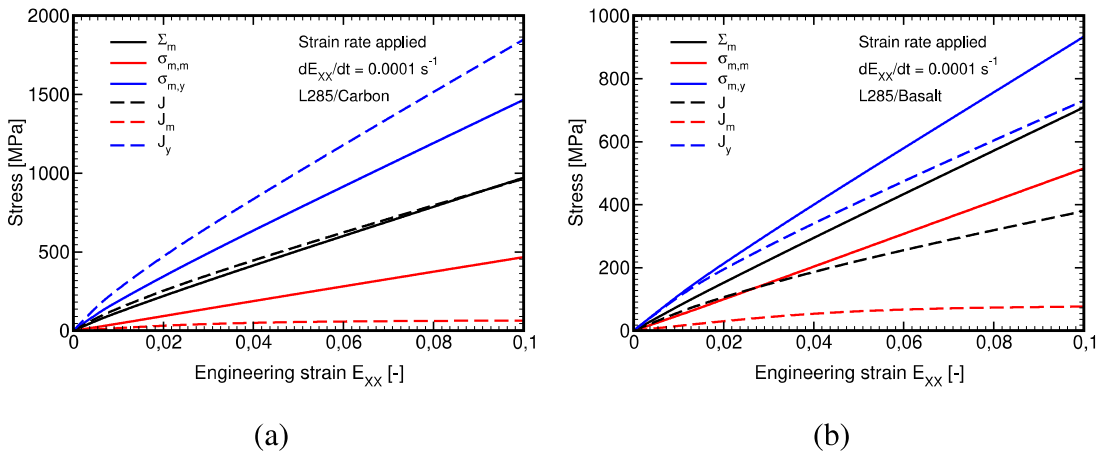 2000
1500
1000
500
0
Stress [MPa]
Σm
σm,m
σm,y
J
Jm
Jy
Strain rate applied
dEXX/dt = 0.0001 s-1
L285/Carbon
0
0,02
0,04
0,06
0,08
0,1
Engineering strain EXX [-]
(a)
1000
800
600
400
200
0
Stress [MPa]
Σm
σm,m
σm,y
J
Jm
Jy
Strain rate applied
dEXX/dt = 0.0001 s-1
L285/Basalt
0
0,02
0,04
0,06
0,08
0,1
Engineering strain EXX [-]
(b)